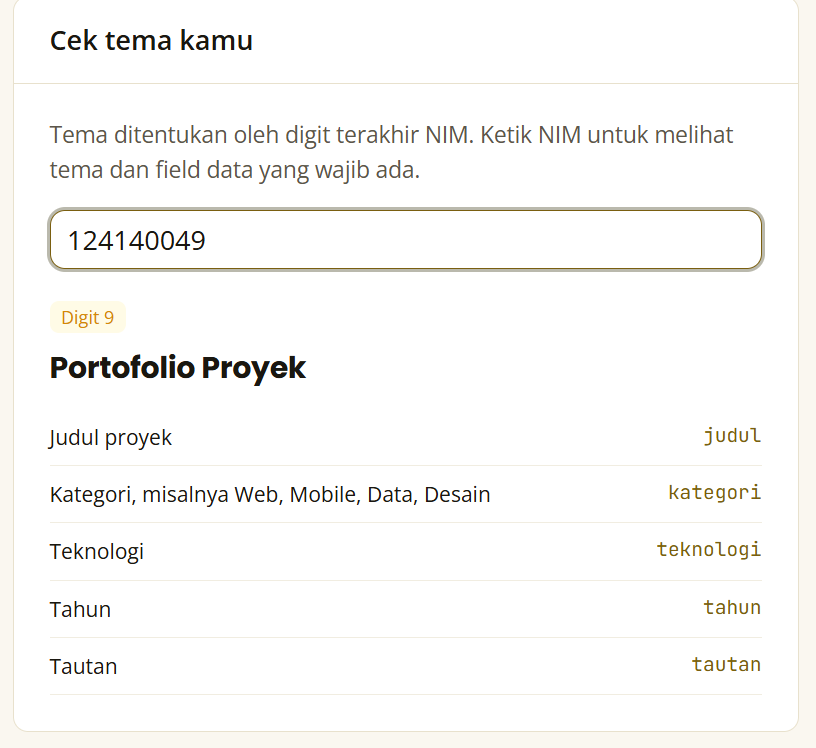 Cek tema kamu
Tema ditentukan oleh digit terakhir NIM. Ketik NIM untuk melihat
tema dan field data yang wajib ada.
124140049
Digit 9
Portofolio Proyek
Judul proyek judul
Kategori, misalnya Web, Mobile, Data, Desain kategori
Teknologi teknologi
Tahun tahun
Tautan tautan